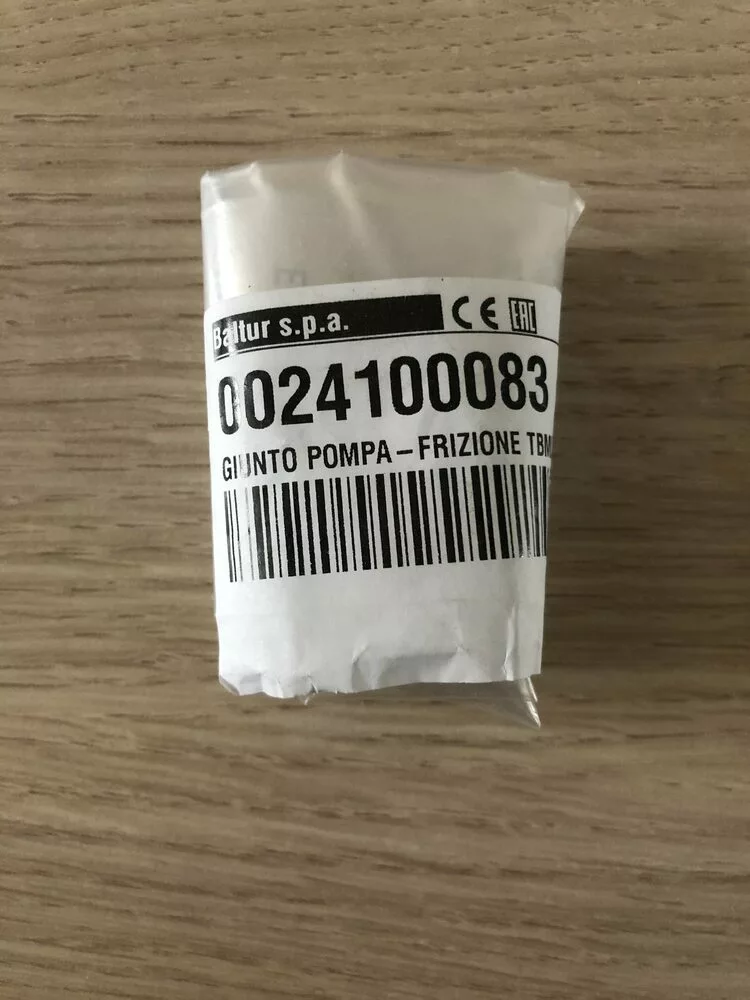 Baltur s.p.a. CE EAC
0024100083
GIUNTO POMPA–FRIZIONE